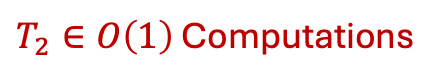 T₂ ∈ O(1) Computations